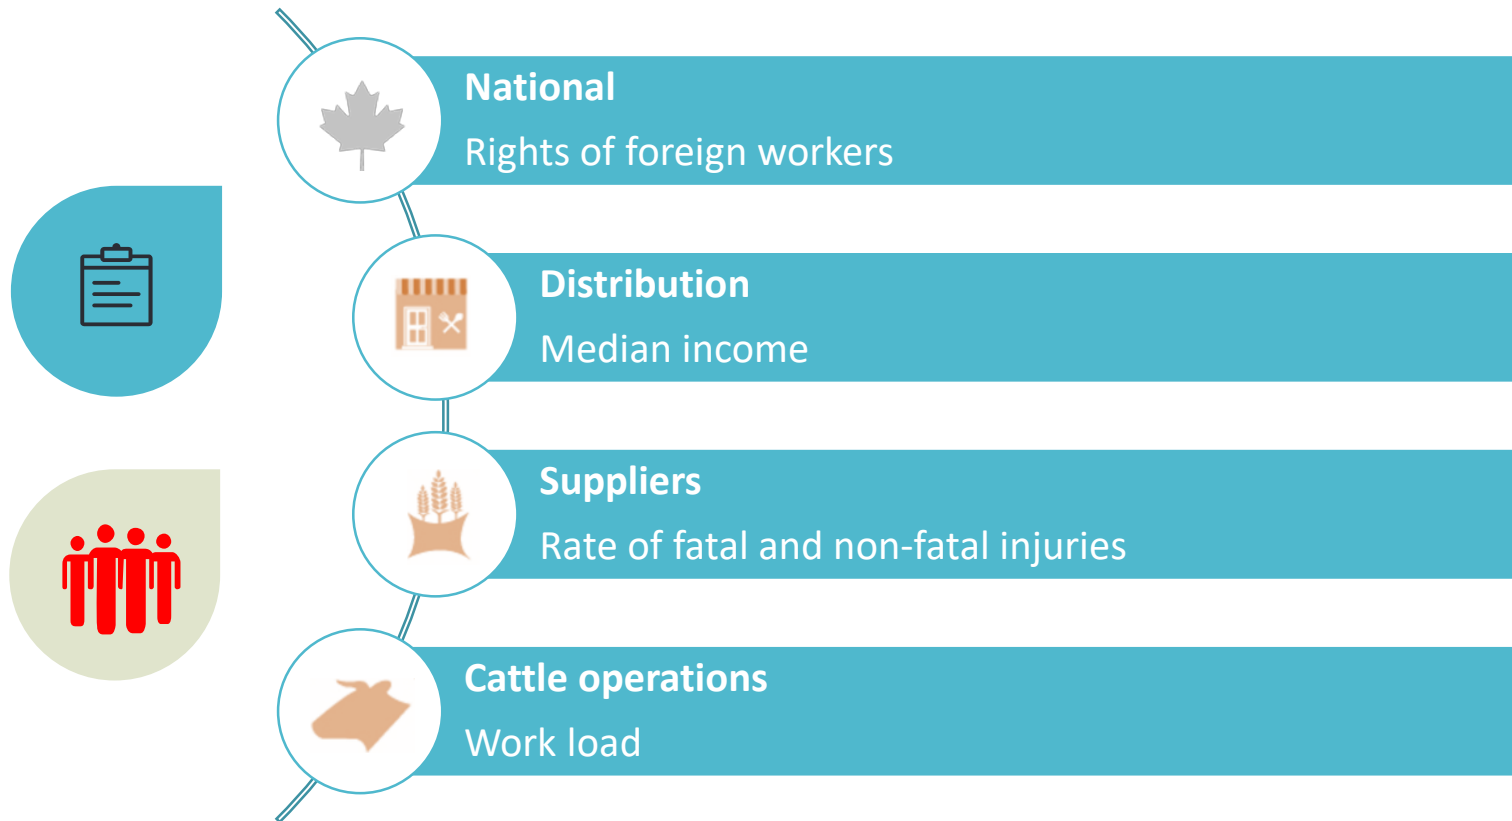 National
Rights of foreign workers
Distribution
Median income
Suppliers
Rate of fatal and non-fatal injuries
Cattle operations
Work load